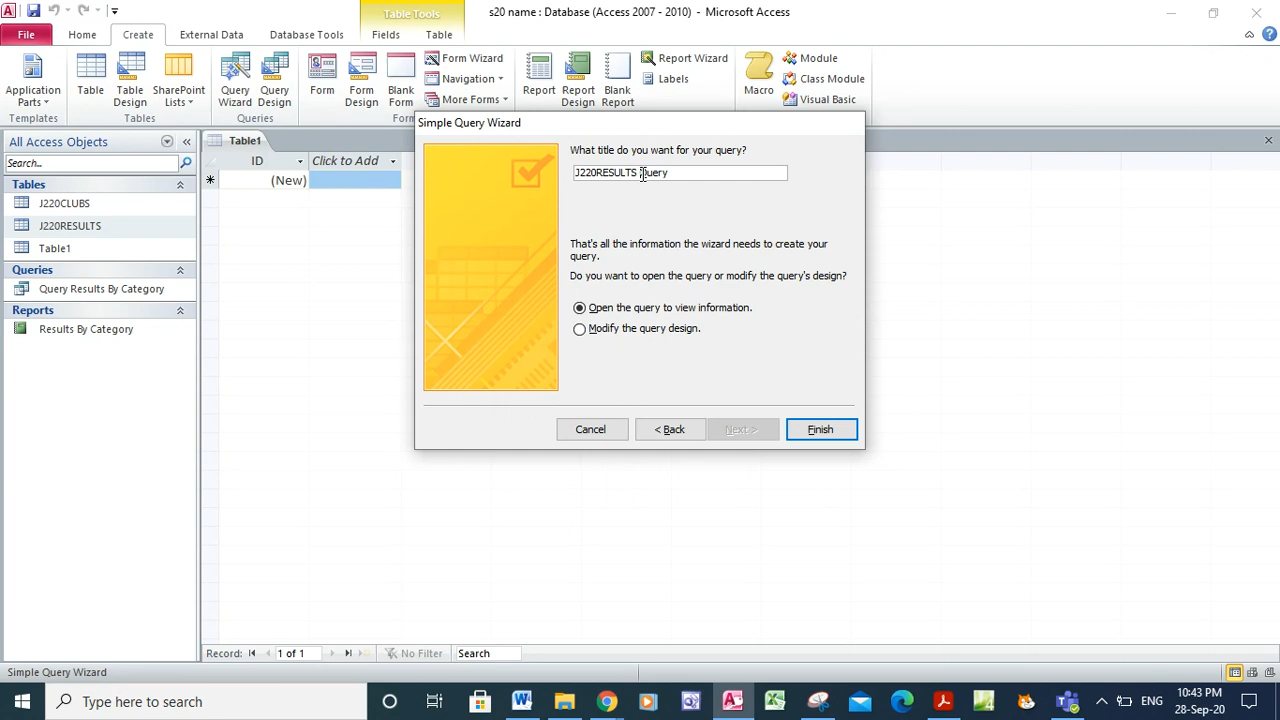 s20 name : Database (Access 2007 - 2010) - Microsoft Access
Table Tools
File Home Create External Data Database Tools Fields Table
Application Parts
Table
Table Design
SharePoint Lists
Query Wizard
Query Design
Form
Form Design
Blank Form
Form Wizard
Navigation
More Forms
Report
Report Design
Blank Report
Report Wizard
Labels
Macro
Module
Class Module
Visual Basic
Templates Tables Queries
All Access Objects
Search...
Tables
J220CLUBS
J220RESULTS
Table1
Queries
Query Results By Category
Reports
Results By Category
Table1
ID Click to Add
(New)
Simple Query Wizard
What title do you want for your query?
J220RESULTS Query
That's all the information the wizard needs to create your
query.
Do you want to open the query or modify the query's design?
Open the query to view information.
Modify the query design.
Cancel < Back Next > Finish
Record: 1 of 1 No Filter Search
Simple Query Wizard
Type here to search
ENG
10:43 PM
28-Sep-20